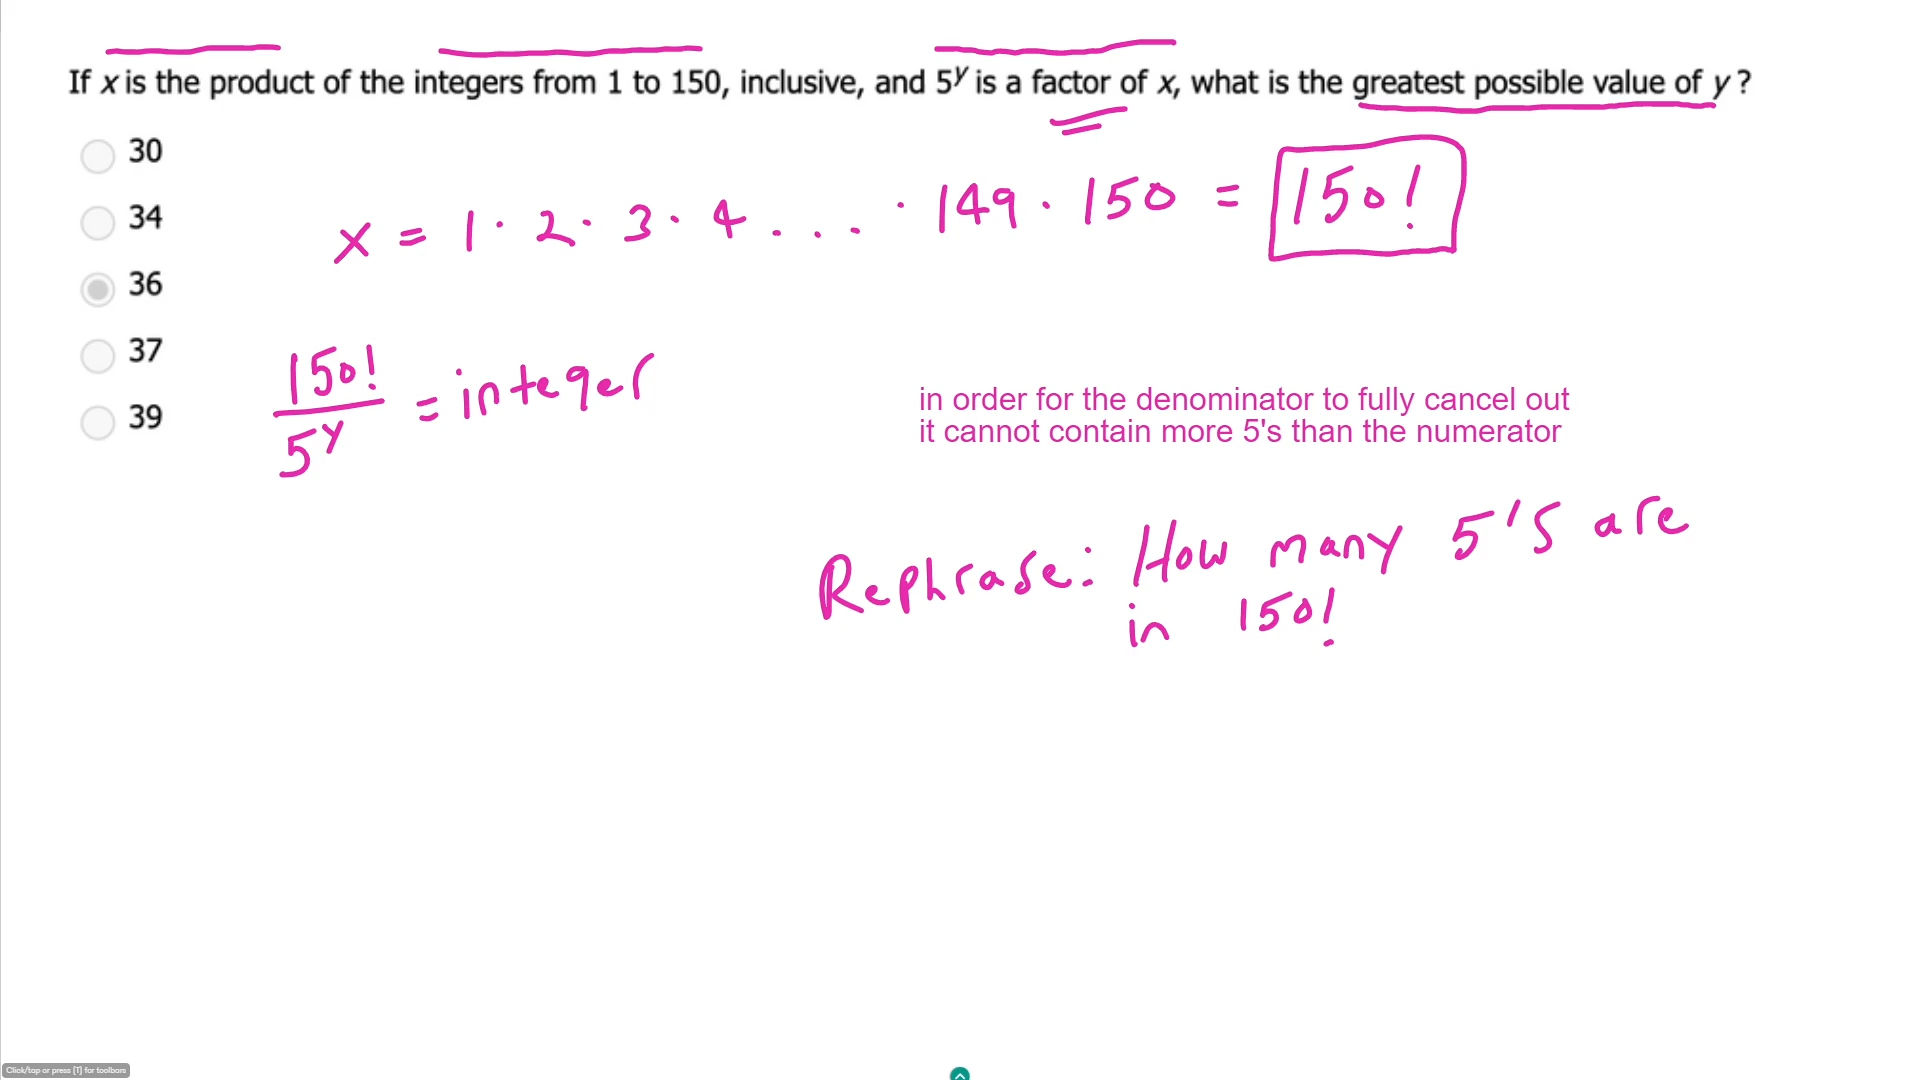 If x is the product of the integers from 1 to 150, inclusive, and 5^y is a factor of x, what is the greatest possible value of y ?
30
34
36
37
39
x = 1 · 2 · 3 · 4 . . . · 149 · 150 = 150!
150!/5^y = integer
in order for the denominator to fully cancel out
it cannot contain more 5's than the numerator
Rephrase: How many 5's are
in 150!
Click/tap or press [T] for toolbars